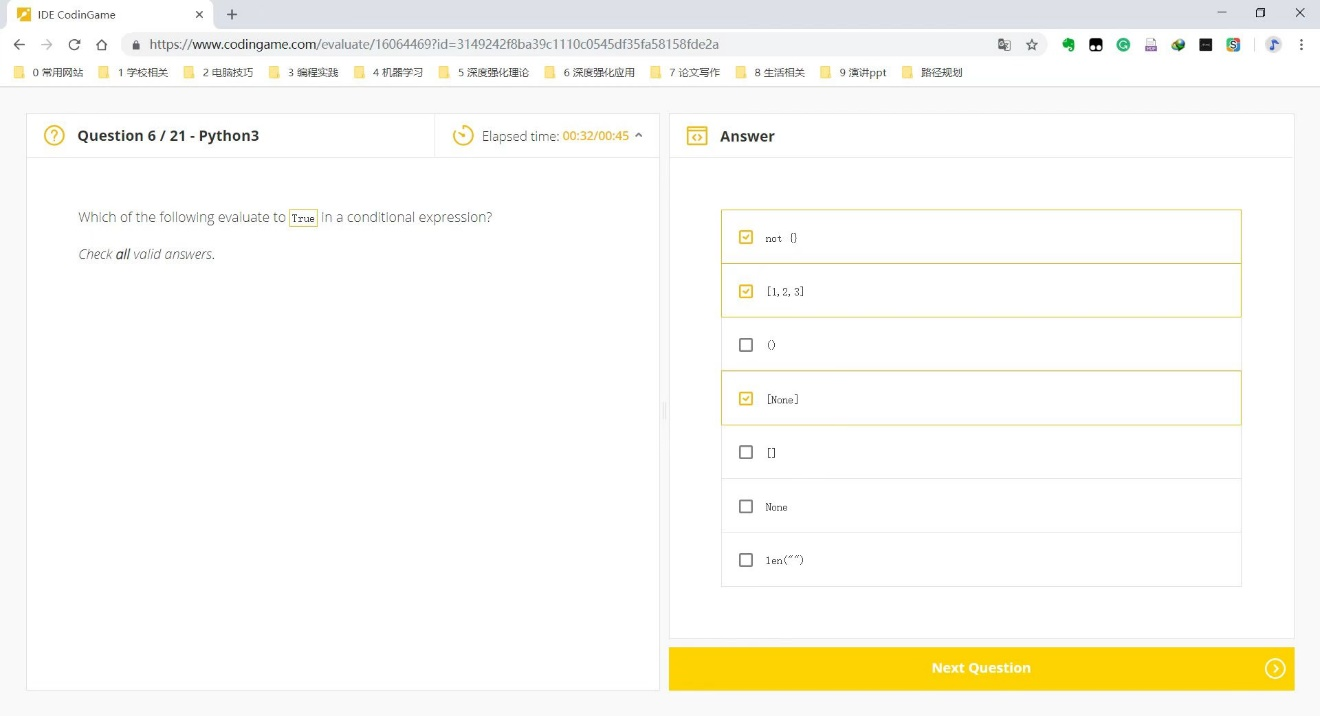 IDE CodinGame
https://www.codingame.com/evaluate/16064469?id=3149242f8ba39c1110c0545df35fa58158fde2a
0 常用网站 1 学校相关 2 电脑技巧 3 编程实践 4 机器学习 5 深度强化理论 6 深度强化应用 7 论文写作 8 生活相关 9 演讲ppt 路径规划
Question 6 / 21 - Python3
Elapsed time: 00:32/00:45
Answer
Which of the following evaluate to True in a conditional expression?
Check all valid answers.
not {}
[1,2,3]
()
[None]
[]
None
len("")
Next Question